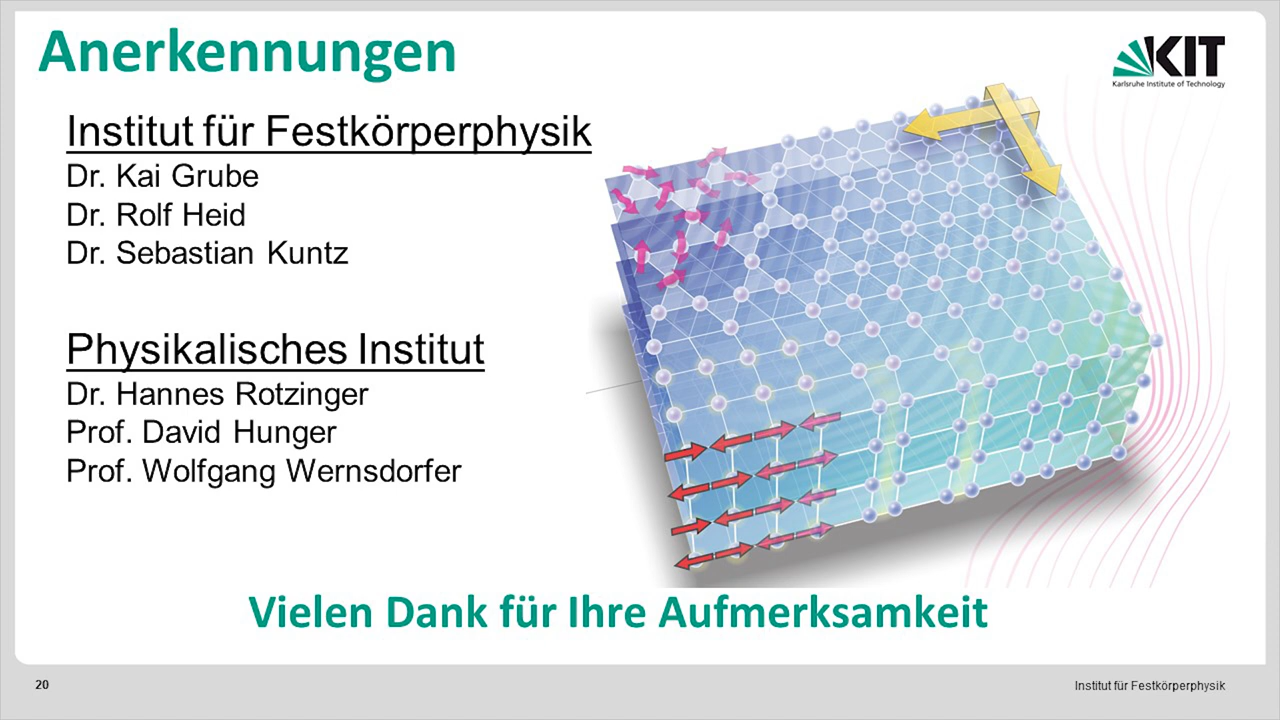 Anerkennungen
KIT
Karlsruhe Institute of Technology
Institut für Festkörperphysik
Dr. Kai Grube
Dr. Rolf Heid
Dr. Sebastian Kuntz
Physikalisches Institut
Dr. Hannes Rotzinger
Prof. David Hunger
Prof. Wolfgang Wernsdorfer
Vielen Dank für Ihre Aufmerksamkeit
20
Institut für Festkörperphysik